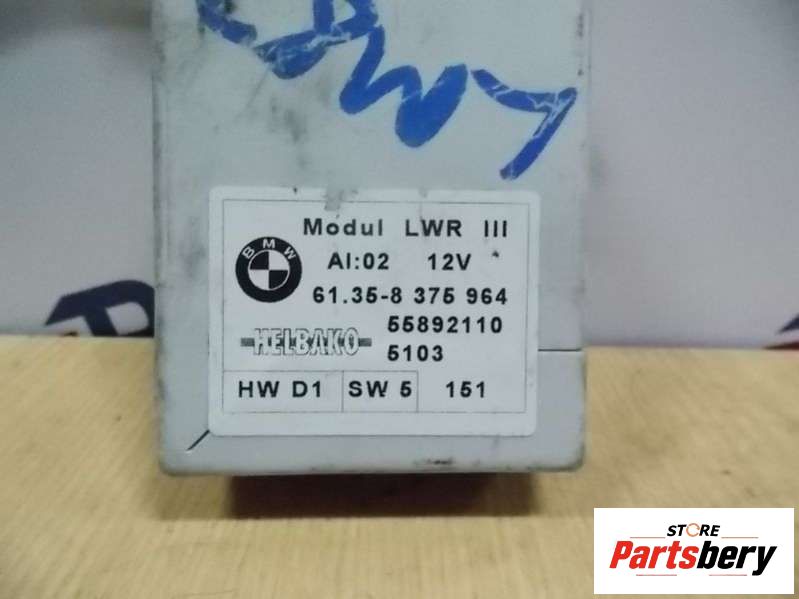 Modul LWR III
BMW
AI:02 12V
61.35-8 375 964
55892110
HELBAKO
5103
HW D1 SW 5 151
STORE
Partsbery